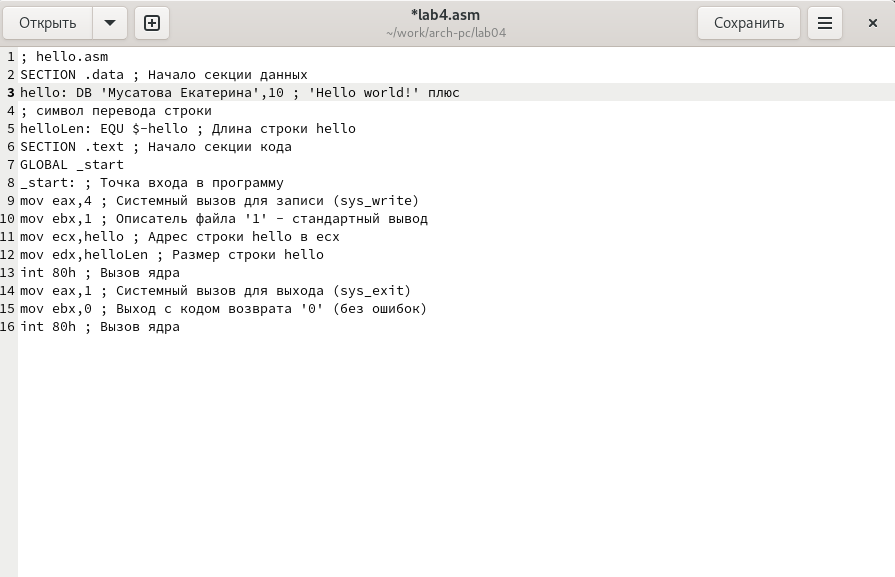 Открыть
*lab4.asm
~/work/arch-pc/lab04
Сохранить
1 ; hello.asm
2 SECTION .data ; Начало секции данных
3 hello: DB 'Мусатова Екатерина',10 ; 'Hello world!' плюс
4 ; символ перевода строки
5 helloLen: EQU $-hello ; Длина строки hello
6 SECTION .text ; Начало секции кода
7 GLOBAL _start
8 _start: ; Точка входа в программу
9 mov eax,4 ; Системный вызов для записи (sys_write)
10 mov ebx,1 ; Описатель файла '1' - стандартный вывод
11 mov ecx,hello ; Адрес строки hello в ecx
12 mov edx,helloLen ; Размер строки hello
13 int 80h ; Вызов ядра
14 mov eax,1 ; Системный вызов для выхода (sys_exit)
15 mov ebx,0 ; Выход с кодом возврата '0' (без ошибок)
16 int 80h ; Вызов ядра